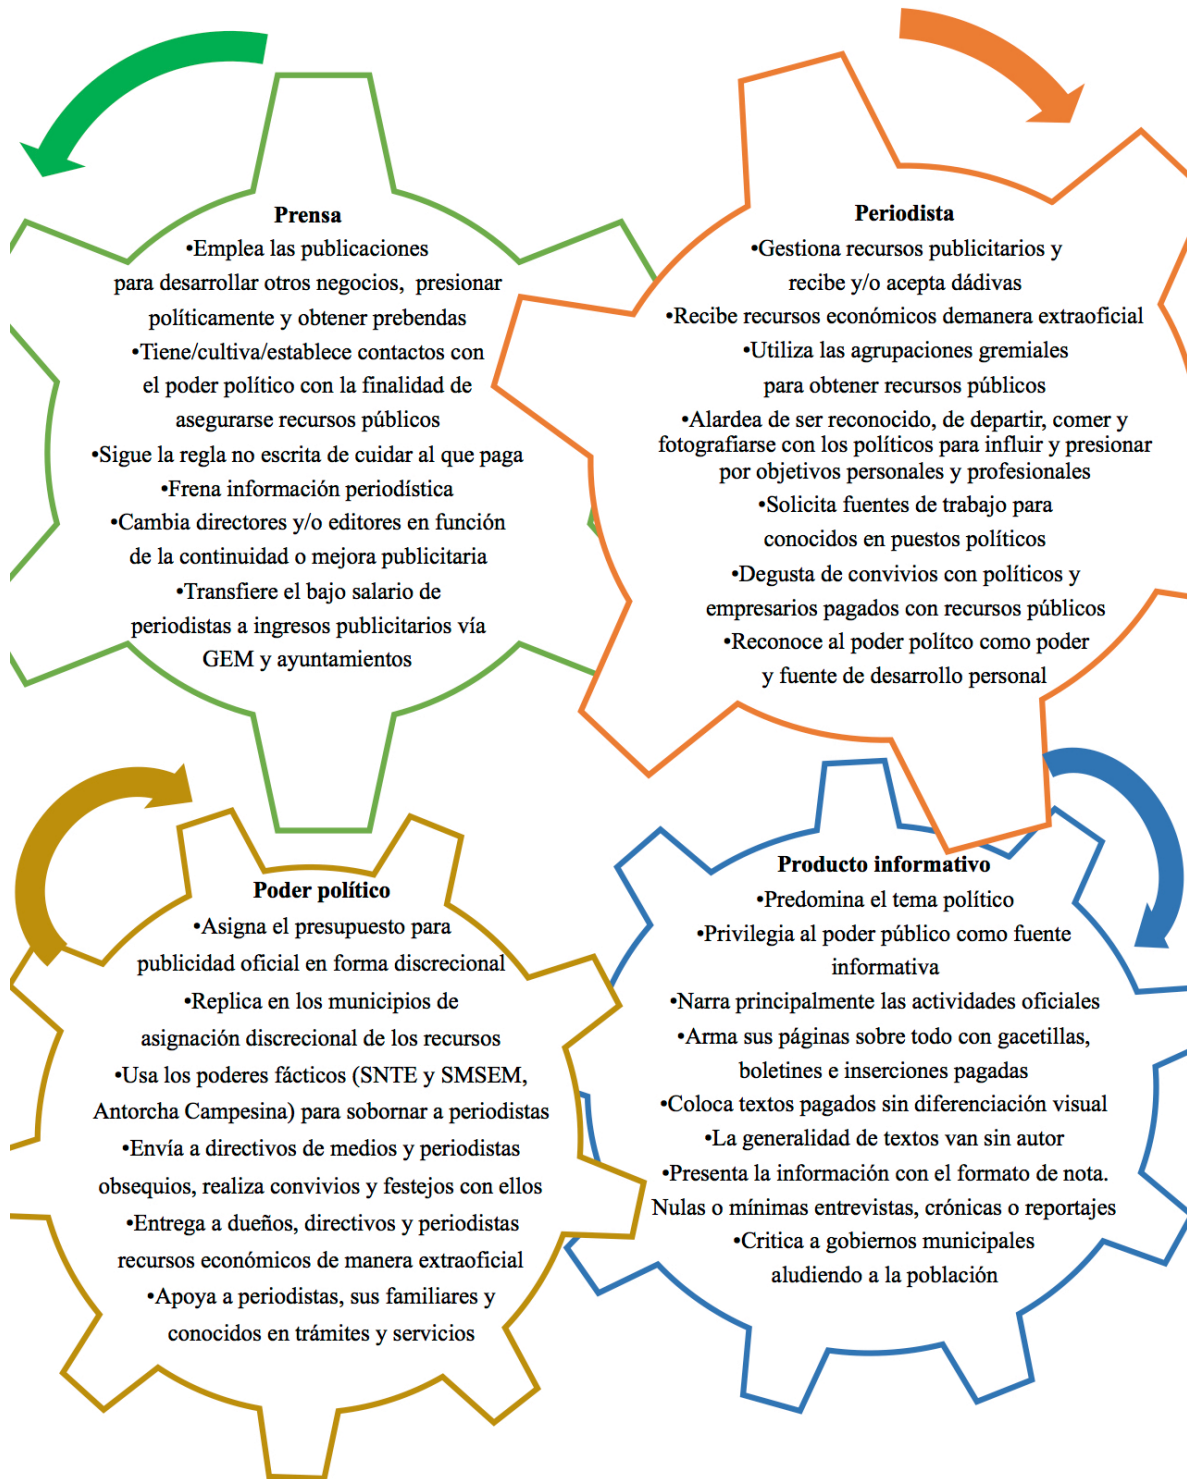 Prensa
•Emplea las publicaciones
para desarrollar otros negocios, presionar
políticamente y obtener prebendas
•Tiene/cultiva/establece contactos con
el poder político con la finalidad de
asegurarse recursos públicos
•Sigue la regla no escrita de cuidar al que paga
•Frena información periodística
•Cambia directores y/o editores en función
de la continuidad o mejora publicitaria
•Transfiere el bajo salario de
periodistas a ingresos publicitarios vía
GEM y ayuntamientos
Periodista
•Gestiona recursos publicitarios y
recibe y/o acepta dádivas
•Recibe recursos económicos demanera extraoficial
•Utiliza las agrupaciones gremiales
para obtener recursos públicos
•Alardea de ser reconocido, de departir, comer y
fotografiarse con los políticos para influir y presionar
por objetivos personales y profesionales
•Solicita fuentes de trabajo para
conocidos en puestos políticos
•Degusta de convivios con políticos y
empresarios pagados con recursos públicos
•Reconoce al poder polítco como poder
y fuente de desarrollo personal
Poder político
•Asigna el presupuesto para
publicidad oficial en forma discrecional
•Replica en los municipios de
asignación discrecional de los recursos
•Usa los poderes fácticos (SNTE y SMSEM,
Antorcha Campesina) para sobornar a periodistas
•Envía a directivos de medios y periodistas
obsequios, realiza convivios y festejos con ellos
•Entrega a dueños, directivos y periodistas
recursos económicos de manera extraoficial
•Apoya a periodistas, sus familiares y
conocidos en trámites y servicios
Producto informativo
•Predomina el tema político
•Privilegia al poder público como fuente
informativa
•Narra principalmente las actividades oficiales
•Arma sus páginas sobre todo con gacetillas,
boletines e inserciones pagadas
•Coloca textos pagados sin diferenciación visual
•La generalidad de textos van sin autor
•Presenta la información con el formato de nota.
Nulas o mínimas entrevistas, crónicas o reportajes
•Critica a gobiernos municipales
aludiendo a la población